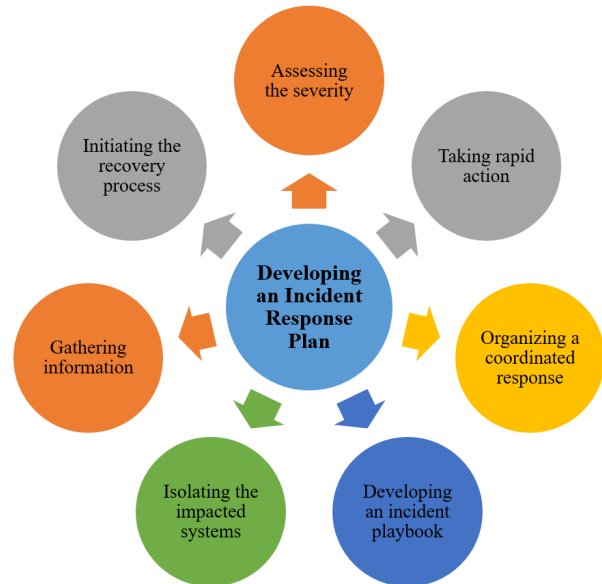 Assessing
the severity
Initiating the
recovery
process
Taking rapid
action
Developing
an Incident
Response
Plan
Gathering
information
Organizing a
coordinated
response
Isolating the
impacted
systems
Developing
an incident
playbook